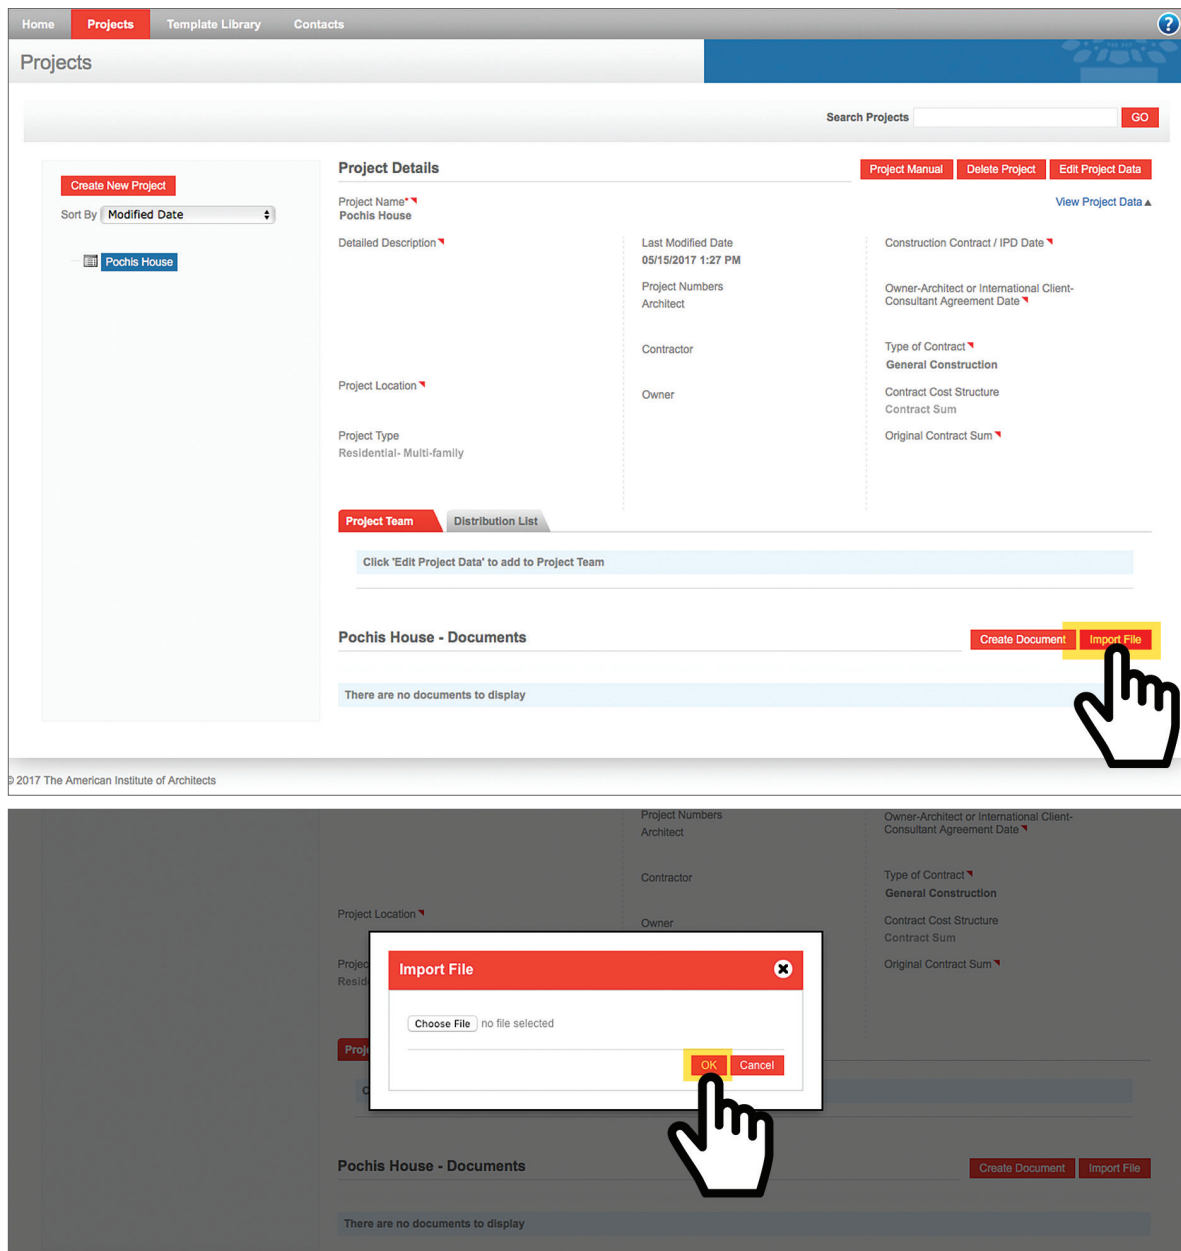 Home Projects Template Library Contacts ?
Projects
Search Projects GO
Create New Project
Sort By Modified Date
Pochis House
Project Details
Project Manual Delete Project Edit Project Data
Project Name*
Pochis House
View Project Data
Detailed Description
Last Modified Date
05/15/2017 1:27 PM
Construction Contract / IPD Date
Project Numbers
Architect
Owner-Architect or International Client-
Consultant Agreement Date
Contractor
Type of Contract
General Construction
Project Location
Owner
Contract Cost Structure
Contract Sum
Project Type
Residential- Multi-family
Original Contract Sum
Project Team Distribution List
Click 'Edit Project Data' to add to Project Team
Pochis House - Documents
Create Document Import File
There are no documents to display
© 2017 The American Institute of Architects
Project Numbers
Architect
Owner-Architect or International Client-
Consultant Agreement Date
Contractor
Type of Contract
General Construction
Project Location
Owner
Contract Cost Structure
Contract Sum
Original Contract Sum
Import File
Choose File no file selected
OK Cancel
Pochis House - Documents
Create Document Import File
There are no documents to display